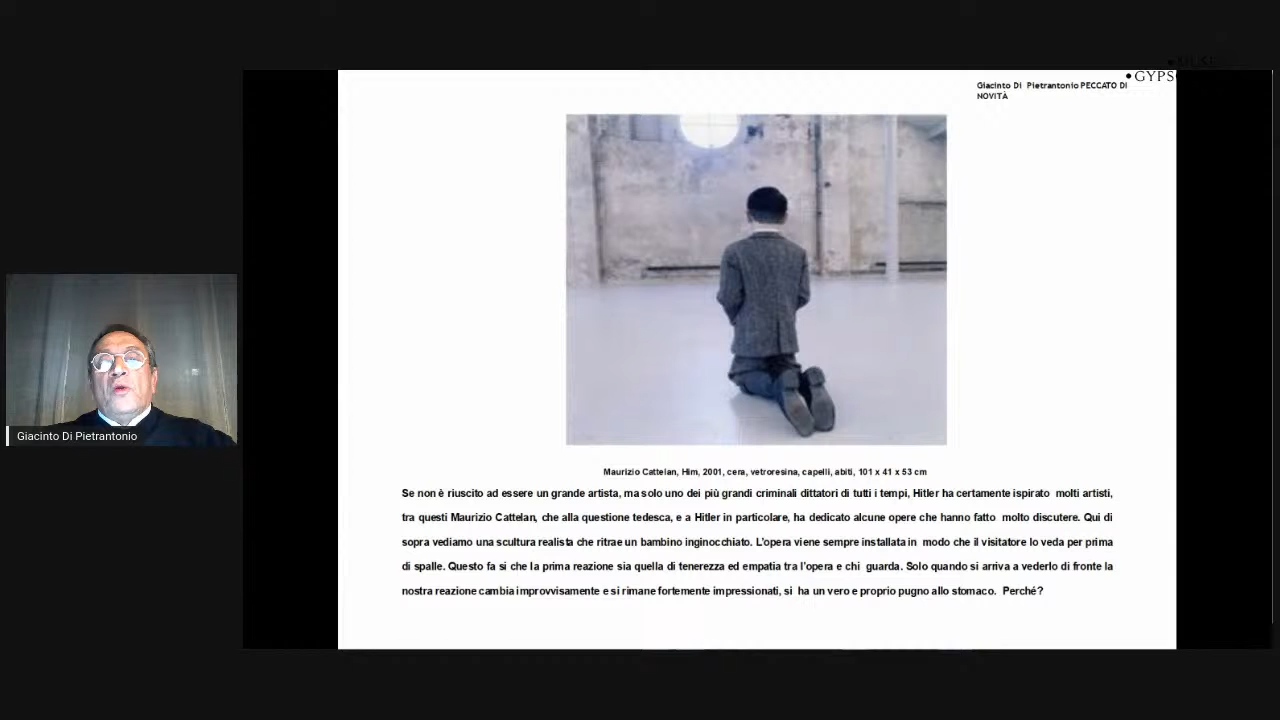 GYPS
Giacinto Di Pietrantonio PECCATO DI
NOVITÀ
Giacinto Di Pietrantonio
Maurizio Cattelan, Him, 2001, cera, vetroresina, capelli, abiti, 101 x 41 x 53 cm
Se non è riuscito ad essere un grande artista, ma solo uno dei più grandi criminali dittatori di tutti i tempi, Hitler ha certamente ispirato molti artisti,
tra questi Maurizio Cattelan, che alla questione tedesca, e a Hitler in particolare, ha dedicato alcune opere che hanno fatto molto discutere. Qui di
sopra vediamo una scultura realista che ritrae un bambino inginocchiato. L'opera viene sempre installata in modo che il visitatore lo veda per prima
di spalle. Questo fa si che la prima reazione sia quella di tenerezza ed empatia tra l'opera e chi guarda. Solo quando si arriva a vederlo di fronte la
nostra reazione cambia improvvisamente e si rimane fortemente impressionati, si ha un vero e proprio pugno allo stomaco. Perché?